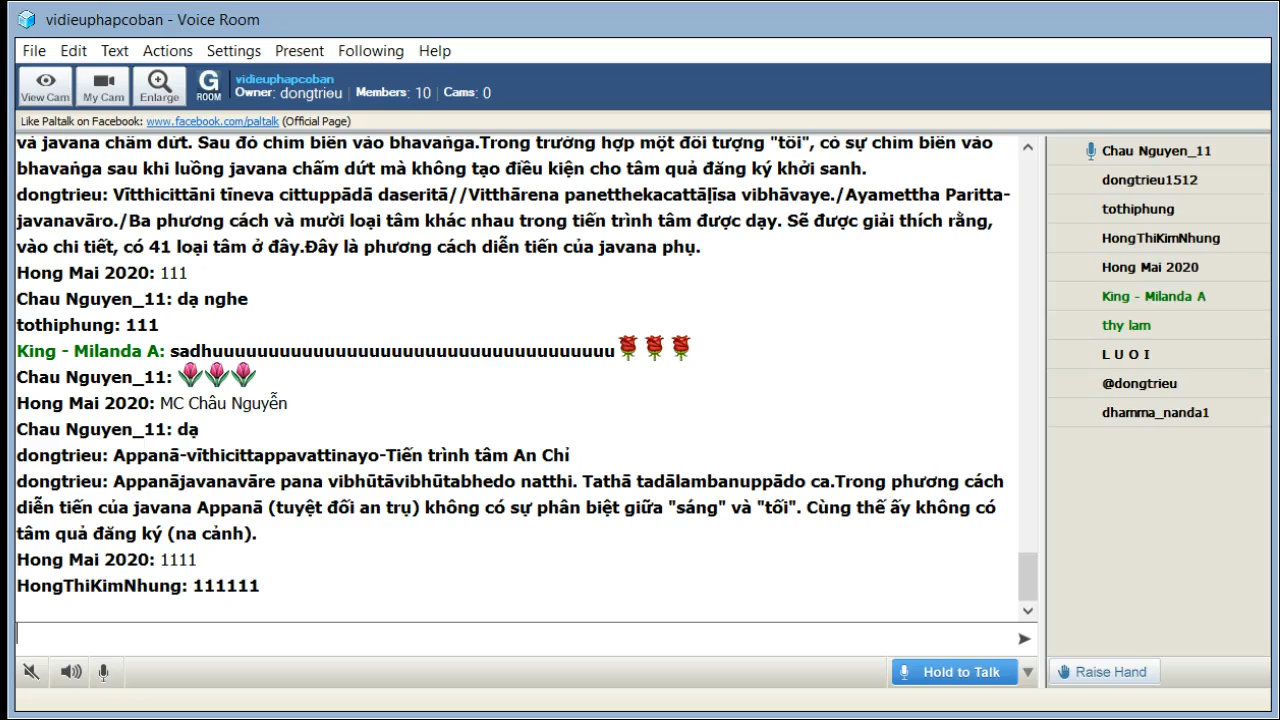 vidieuphapcoban - Voice Room
File Edit Text Actions Settings Present Following Help
View Cam My Cam Enlarge G ROOM
vidieuphapcoban
Owner: dongtrieu Members: 10 Cams: 0
Like Paltalk on Facebook: www.facebook.com/paltalk (Official Page)
và javana chấm dứt. Sau đó chìm biến vào bhavaṅga.Trong trường hợp một đối tượng "tối", có sự chìm biến vào
bhavaṅga sau khi luồng javana chấm dứt mà không tạo điều kiện cho tâm quả đăng ký khởi sanh.
dongtrieu: Vītthicittāni tīneva cittuppādā daseritā//Vitthārena panetthekacattāḷīsa vibhāvaye./Ayamettha Paritta-
javanavāro./Ba phương cách và mười loại tâm khác nhau trong tiến trình tâm được dạy. Sẽ được giải thích rằng,
vào chi tiết, có 41 loại tâm ở đây.Đây là phương cách diễn tiến của javana phụ.
Hong Mai 2020: 111
Chau Nguyen_11: dạ nghe
tothiphung: 111
King - Milanda A: sadhuuuuuuuuuuuuuuuuuuuuuuuuuuuuuuuuuuuu
Chau Nguyen_11:
Hong Mai 2020: MC Châu Nguyễn
Chau Nguyen_11: dạ
dongtrieu: Appanā-vīthicittappavattinayo-Tiến trình tâm An Chỉ
dongtrieu: Appanājavanavāre pana vibhūtāvibhūtabhedo natthi. Tathā tadālambanuppādo ca.Trong phương cách
diễn tiến của javana Appanā (tuyệt đối an trụ) không có sự phân biệt giữa "sáng" và "tối". Cùng thế ấy không có
tâm quả đăng ký (na cảnh).
Hong Mai 2020: 1111
HongThiKimNhung: 111111
Chau Nguyen_11
dongtrieu1512
tothiphung
HongThiKimNhung
Hong Mai 2020
King - Milanda A
thy lam
L U O I
@dongtrieu
dhamma_nanda1
Hold to Talk
Raise Hand